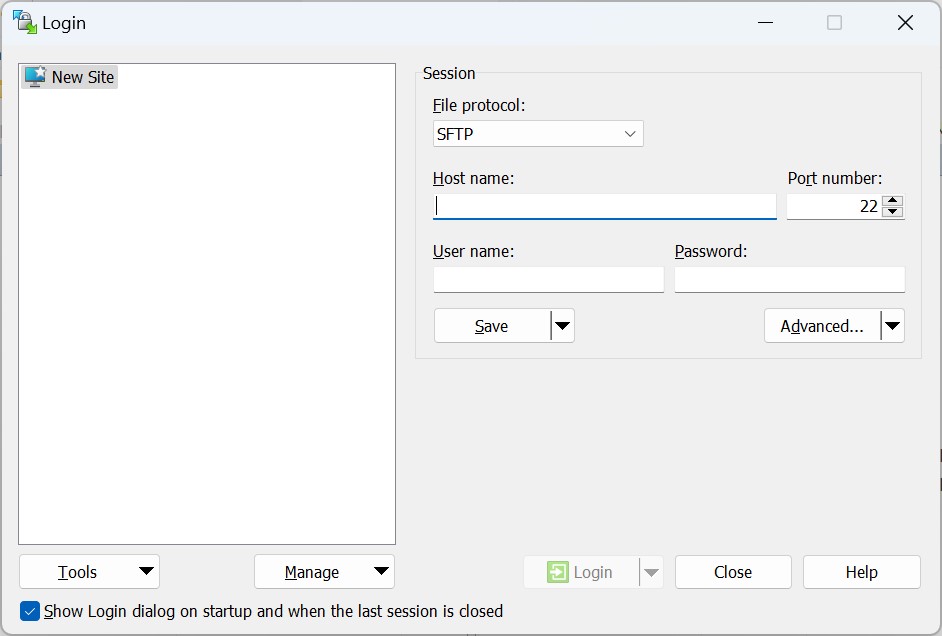 Login
New Site
Session
File protocol:
SFTP
Host name:
Port number:
22
User name:
Password:
Save
Advanced...
Tools
Manage
Login
Close
Help
Show Login dialog on startup and when the last session is closed